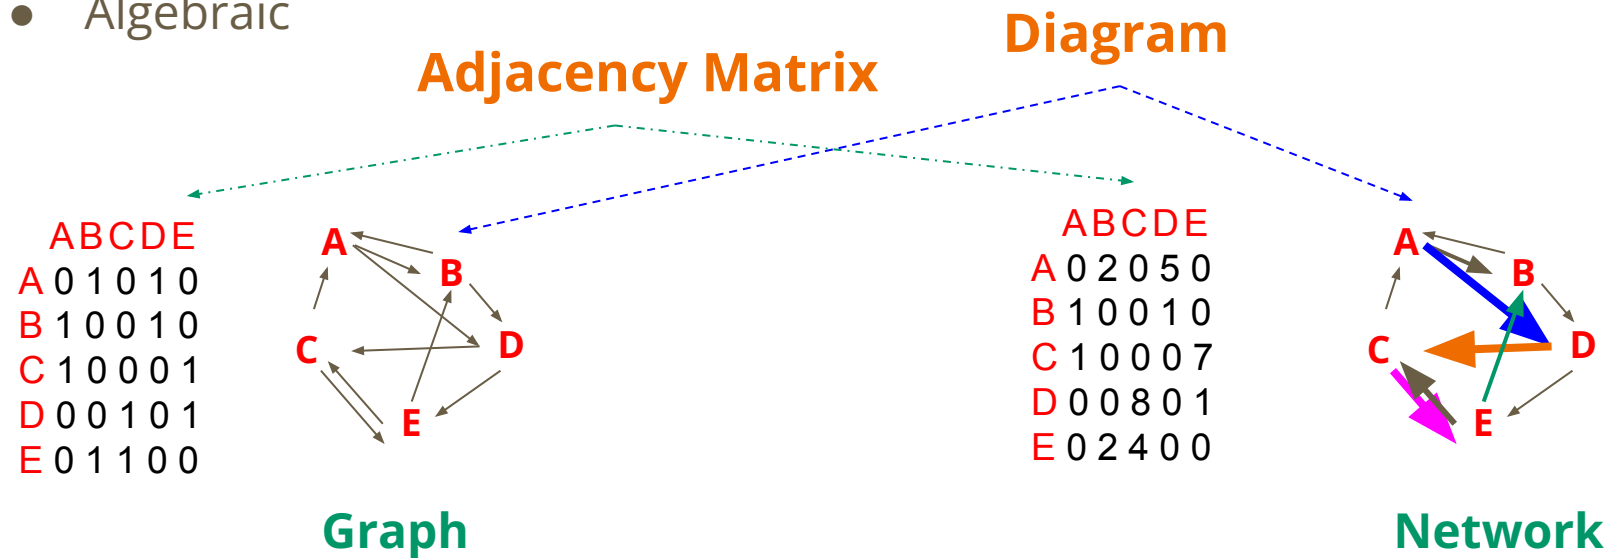 ● Algebraic
Diagram
Adjacency Matrix
A B C D E
A 0 1 0 1 0
B 1 0 0 1 0
C 1 0 0 0 1
D 0 0 1 0 1
E 0 1 1 0 0
A
B
C
D
E
A B C D E
A 0 2 0 5 0
B 1 0 0 1 0
C 1 0 0 0 7
D 0 0 8 0 1
E 0 2 4 0 0
A
B
C
D
E
Graph
Network